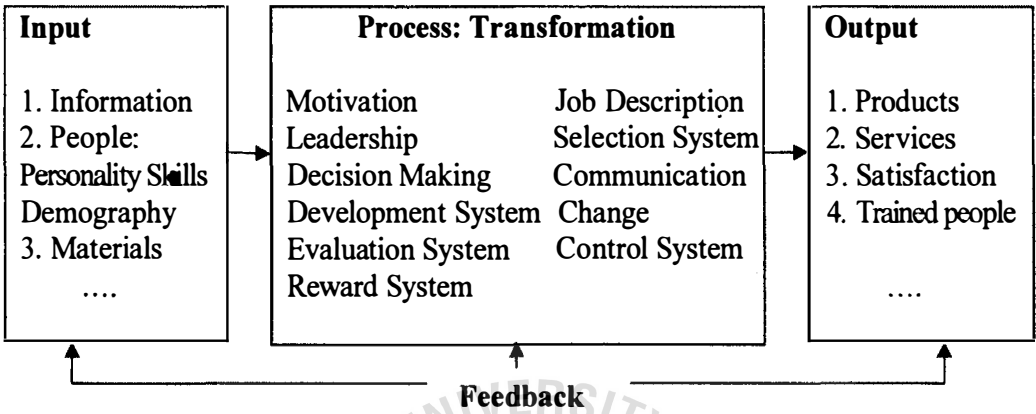 Input
1. Information
2. People:
Personality Skills
Demography
3. Materials
....
Process: Transformation
Motivation
Leadership
Decision Making
Development System
Evaluation System
Reward System
Job Description
Selection System
Communication
Change
Control System
Output
1. Products
2. Services
3. Satisfaction
4. Trained people
....
Feedback